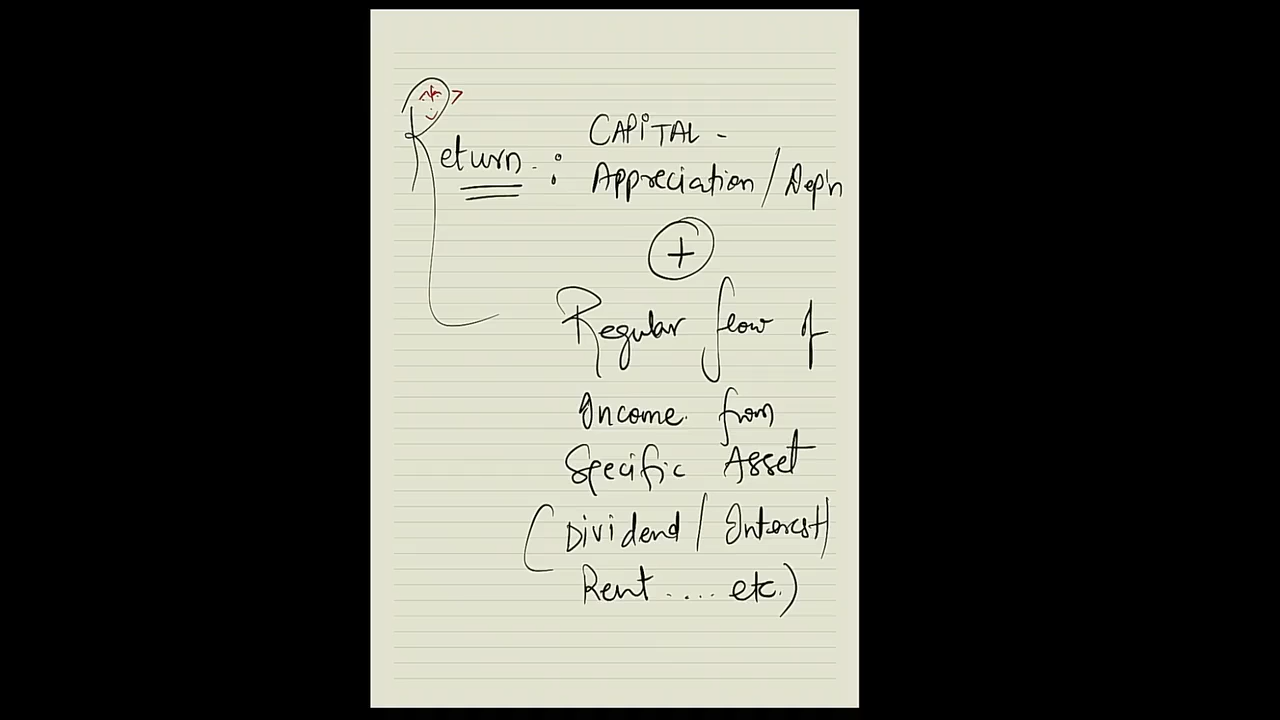 Return : CAPiTAL -
Appreciation / Dep'n
+
Regular flow of
Income from
Specific Asset
(Dividend / Interest/
Rent .... etc.)